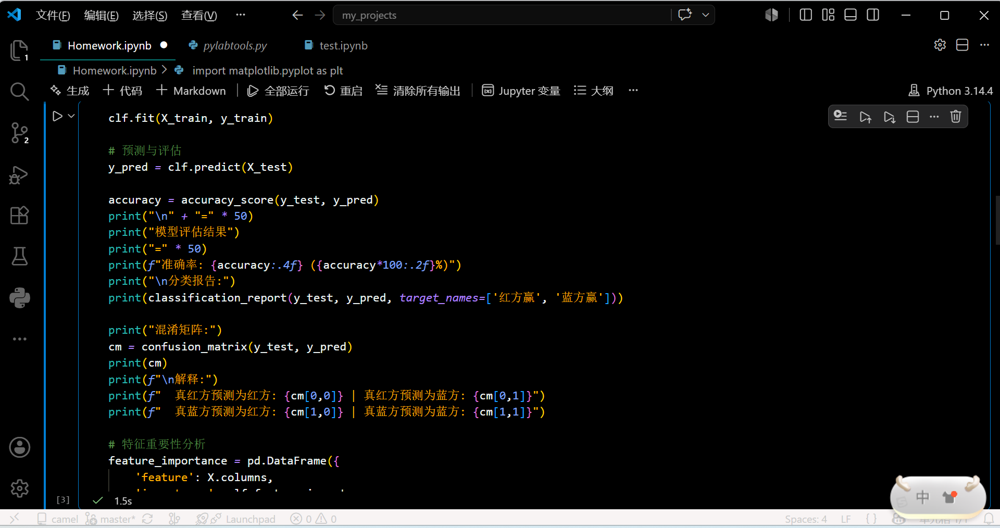 文件(F) 编辑(E) 选择(S) 查看(V) ··· my_projects
Homework.ipynb ● pylabtools.py test.ipynb
Homework.ipynb > import matplotlib.pyplot as plt
生成 + 代码 + Markdown 全部运行 重启 清除所有输出 Jupyter 变量 大纲 ··· Python 3.14.4
1
2
clf.fit(X_train, y_train)
# 预测与评估
y_pred = clf.predict(X_test)
accuracy = accuracy_score(y_test, y_pred)
print("\n" + "=" * 50)
print("模型评估结果")
print("=" * 50)
print(f"准确率: {accuracy:.4f} ({accuracy*100:.2f}%)")
print("\n分类报告:")
print(classification_report(y_test, y_pred, target_names=['红方赢', '蓝方赢']))
print("混淆矩阵:")
cm = confusion_matrix(y_test, y_pred)
print(cm)
print(f"\n解释:")
print(f"  真红方预测为红方: {cm[0,0]} | 真红方预测为蓝方: {cm[0,1]}")
print(f"  真蓝方预测为红方: {cm[1,0]} | 真蓝方预测为蓝方: {cm[1,1]}")
# 特征重要性分析
feature_importance = pd.DataFrame({
    'feature': X.columns,
[3] ✓ 1.5s
中
camel master* Launchpad 0 0 Spaces: 4 LF { }